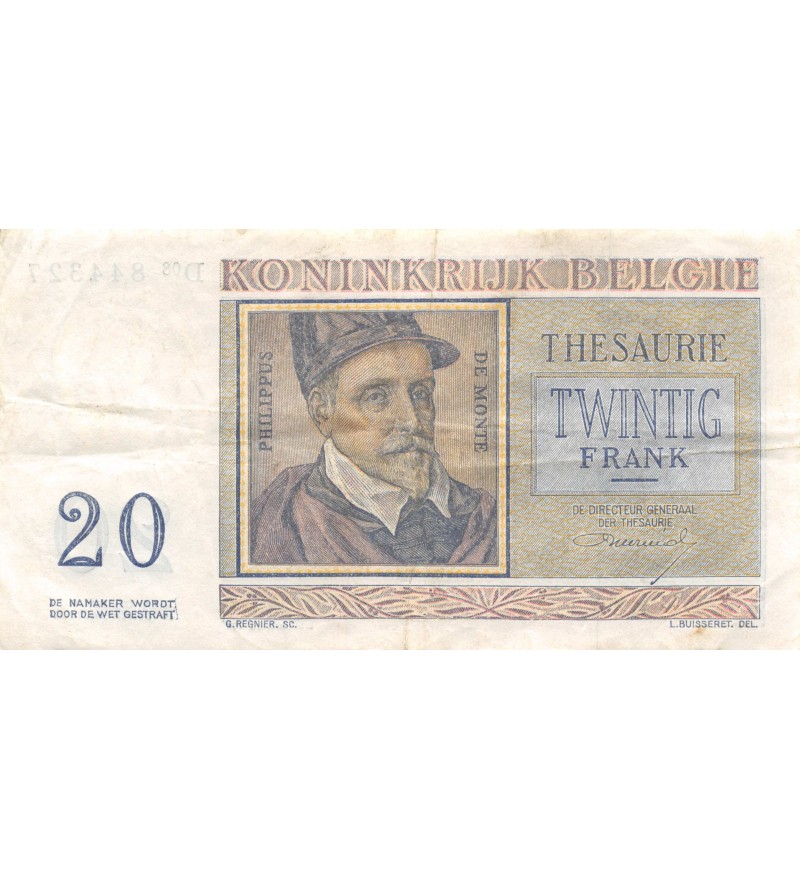 D08 844327
KONINKRIJK BELGIE
PHILIPPUS
DE MONTE
THESAURIE
TWINTIG
FRANK
DE DIRECTEUR GENERAAL
DER THESAURIE
20
DE NAMAKER WORDT
DOOR DE WET GESTRAFT
G. REGNIER. SC.
L. BUISSERET. DEL.